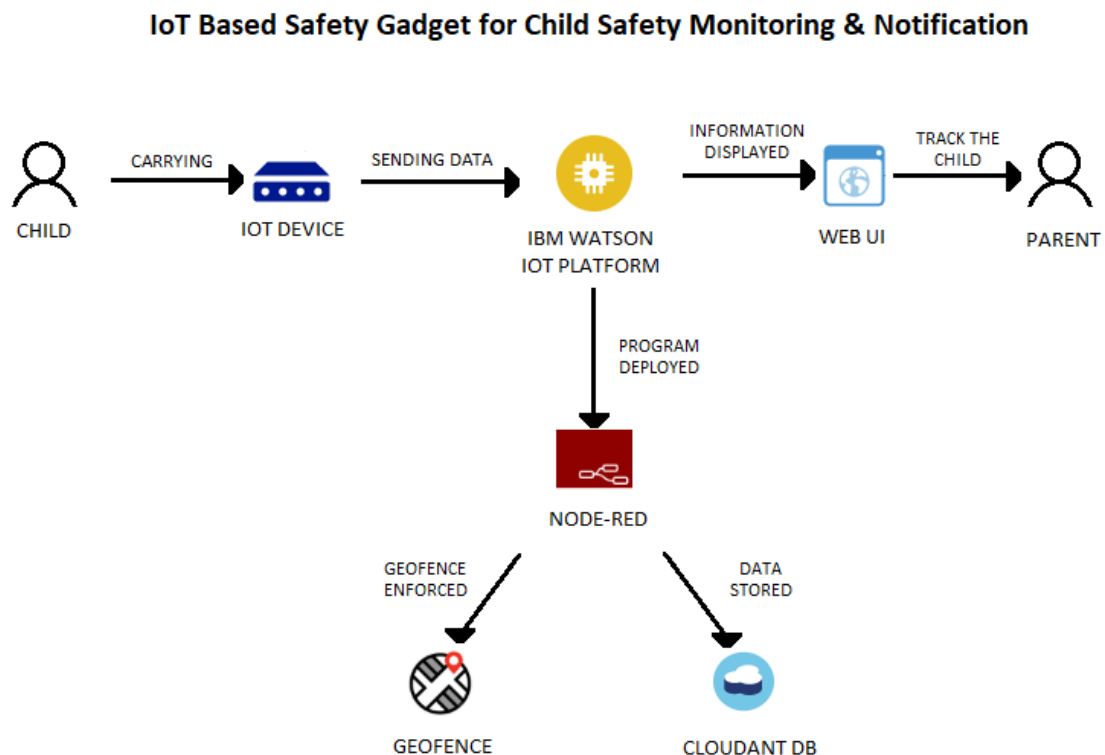 IoT Based Safety Gadget for Child Safety Monitoring & Notification
CARRYING
SENDING DATA
INFORMATION
DISPLAYED
TRACK THE
CHILD
CHILD
IOT DEVICE
IBM WATSON
IOT PLATFORM
WEB UI
PARENT
PROGRAM
DEPLOYED
NODE-RED
GEOFENCE
ENFORCED
DATA
STORED
GEOFENCE
CLOUDANT DB